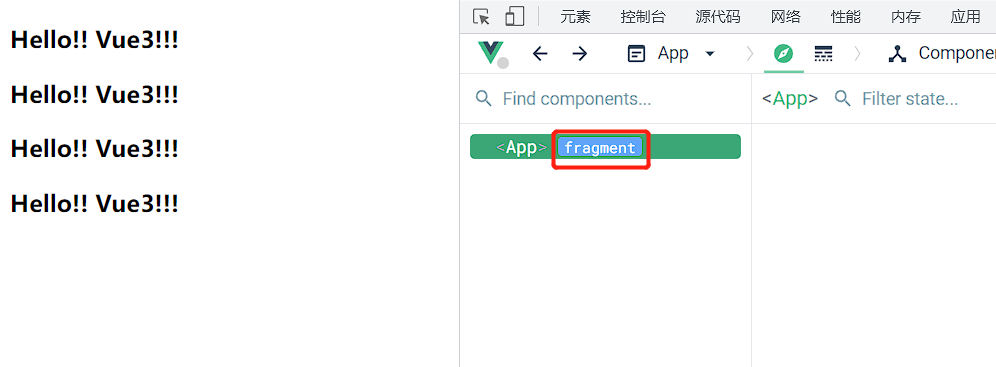 Hello!! Vue3!!!
Hello!! Vue3!!!
Hello!! Vue3!!!
Hello!! Vue3!!!
元素 控制台 源代码 网络 性能 内存 应用
App Componen
Find components... <App> Filter state...
<App> fragment